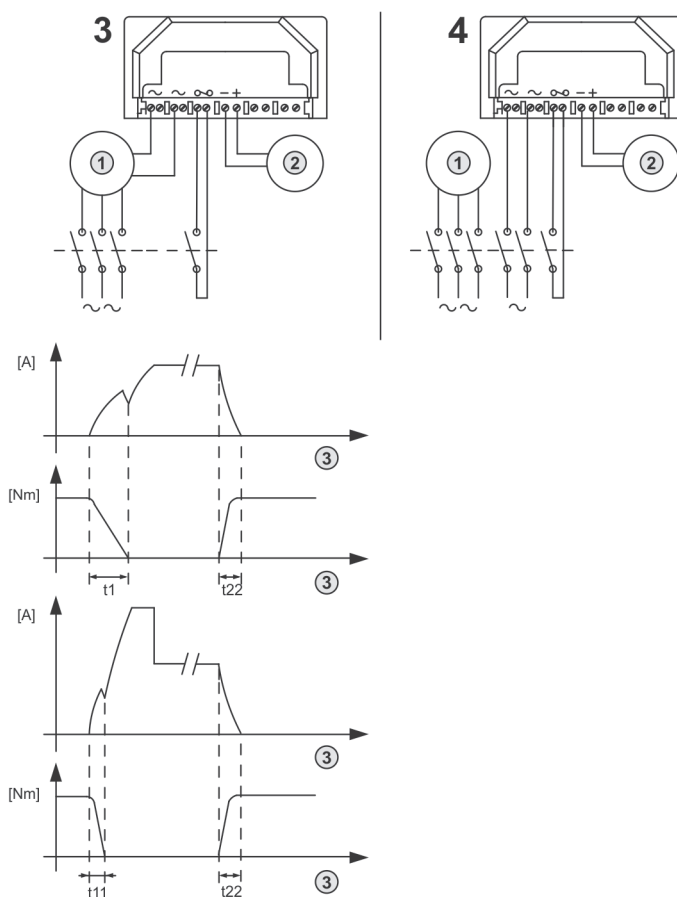 3
4
∼ ∼ − +
∼ ∼ − +
1
2
1
2
∼ ∼
∼ ∼ ∼
[A]
3
[Nm]
t1
t22
3
[A]
3
[Nm]
t11
t22
3